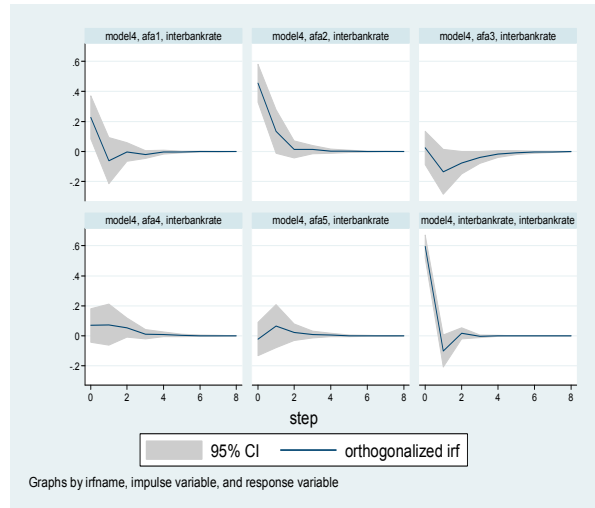 model4, afa1, interbankrate
model4, afa2, interbankrate
model4, afa3, interbankrate
.6
.4
.2
0
-.2
model4, afa4, interbankrate
model4, afa5, interbankrate
model4, interbankrate, interbankrate
.6
.4
.2
0
-.2
0 2 4 6 8
0 2 4 6 8
0 2 4 6 8
step
95% CI
orthogonalized irf
Graphs by irfname, impulse variable, and response variable